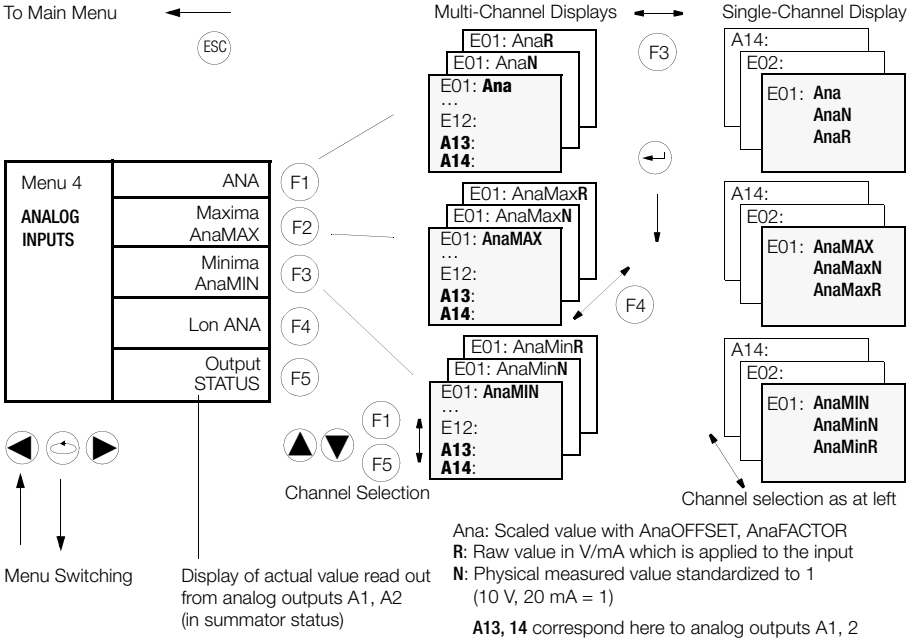 To Main Menu
ESC
Multi-Channel Displays
Single-Channel Display
F3
E01: AnaR
E01: AnaN
E01: Ana
...
E12:
A13:
A14:
A14:
E02:
E01: Ana
AnaN
AnaR
Menu 4
ANALOG
INPUTS
ANA
F1
Maxima
AnaMAX
F2
Minima
AnaMIN
F3
Lon ANA
F4
Output
STATUS
F5
E01: AnaMaxR
E01: AnaMaxN
E01: AnaMAX
...
E12:
A13:
A14:
F4
A14:
E02:
E01: AnaMAX
AnaMaxN
AnaMaxR
E01: AnaMinR
E01: AnaMinN
E01: AnaMIN
...
E12:
A13:
A14:
A14:
E02:
E01: AnaMIN
AnaMinN
AnaMinR
F1
F5
Channel Selection
Channel selection as at left
Menu Switching
Display of actual value read out
from analog outputs A1, A2
(in summator status)
Ana: Scaled value with AnaOFFSET, AnaFACTOR
R: Raw value in V/mA which is applied to the input
N: Physical measured value standardized to 1
(10 V, 20 mA = 1)
A13, 14 correspond here to analog outputs A1, 2